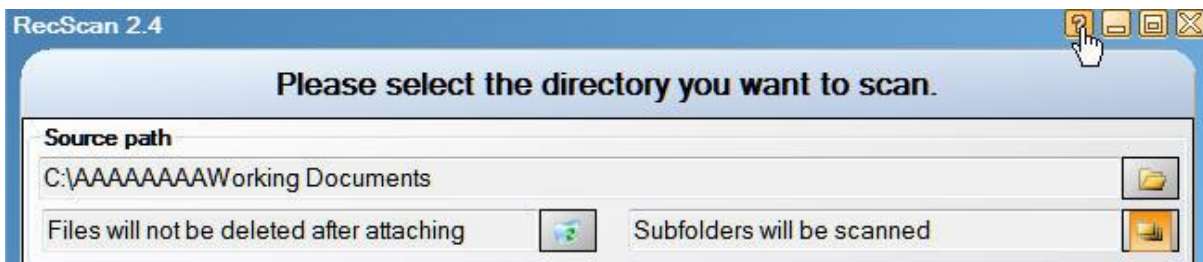 RecScan 2.4
?
Please select the directory you want to scan.
Source path
C:\AAAAAAAAWorking Documents
Files will not be deleted after attaching
Subfolders will be scanned